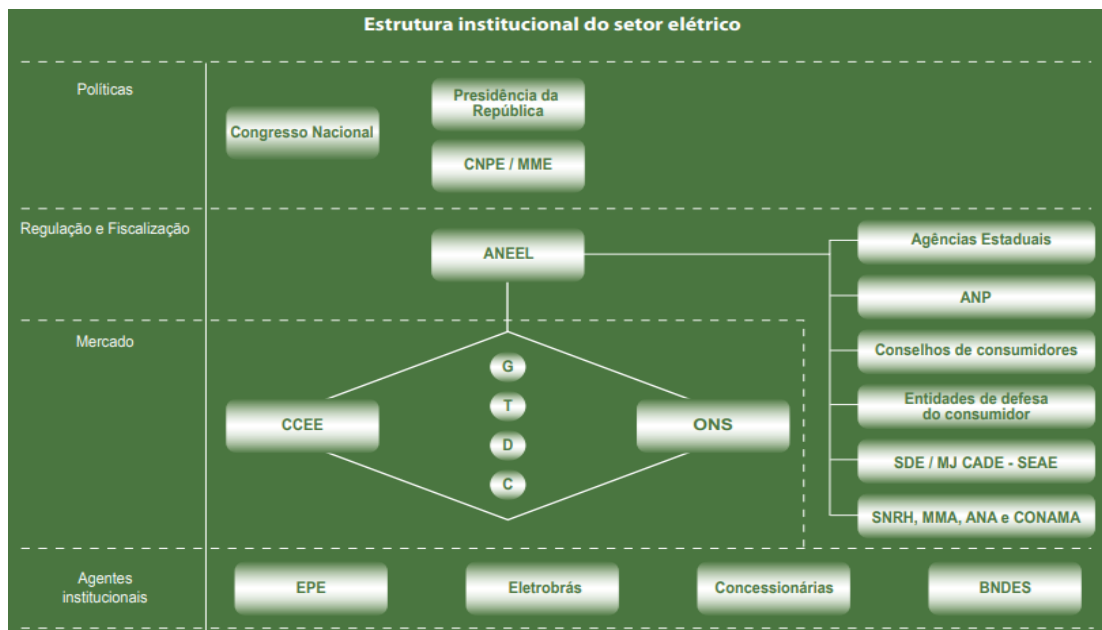 Estrutura institucional do setor elétrico
Políticas
Congresso Nacional
Presidência da
República
CNPE / MME
Regulação e Fiscalização
ANEEL
Agências Estaduais
ANP
Conselhos de consumidores
Entidades de defesa
do consumidor
SDE / MJ CADE - SEAE
SNRH, MMA, ANA e CONAMA
Mercado
CCEE
G
T
D
C
ONS
Agentes
institucionais
EPE
Eletrobrás
Concessionárias
BNDES